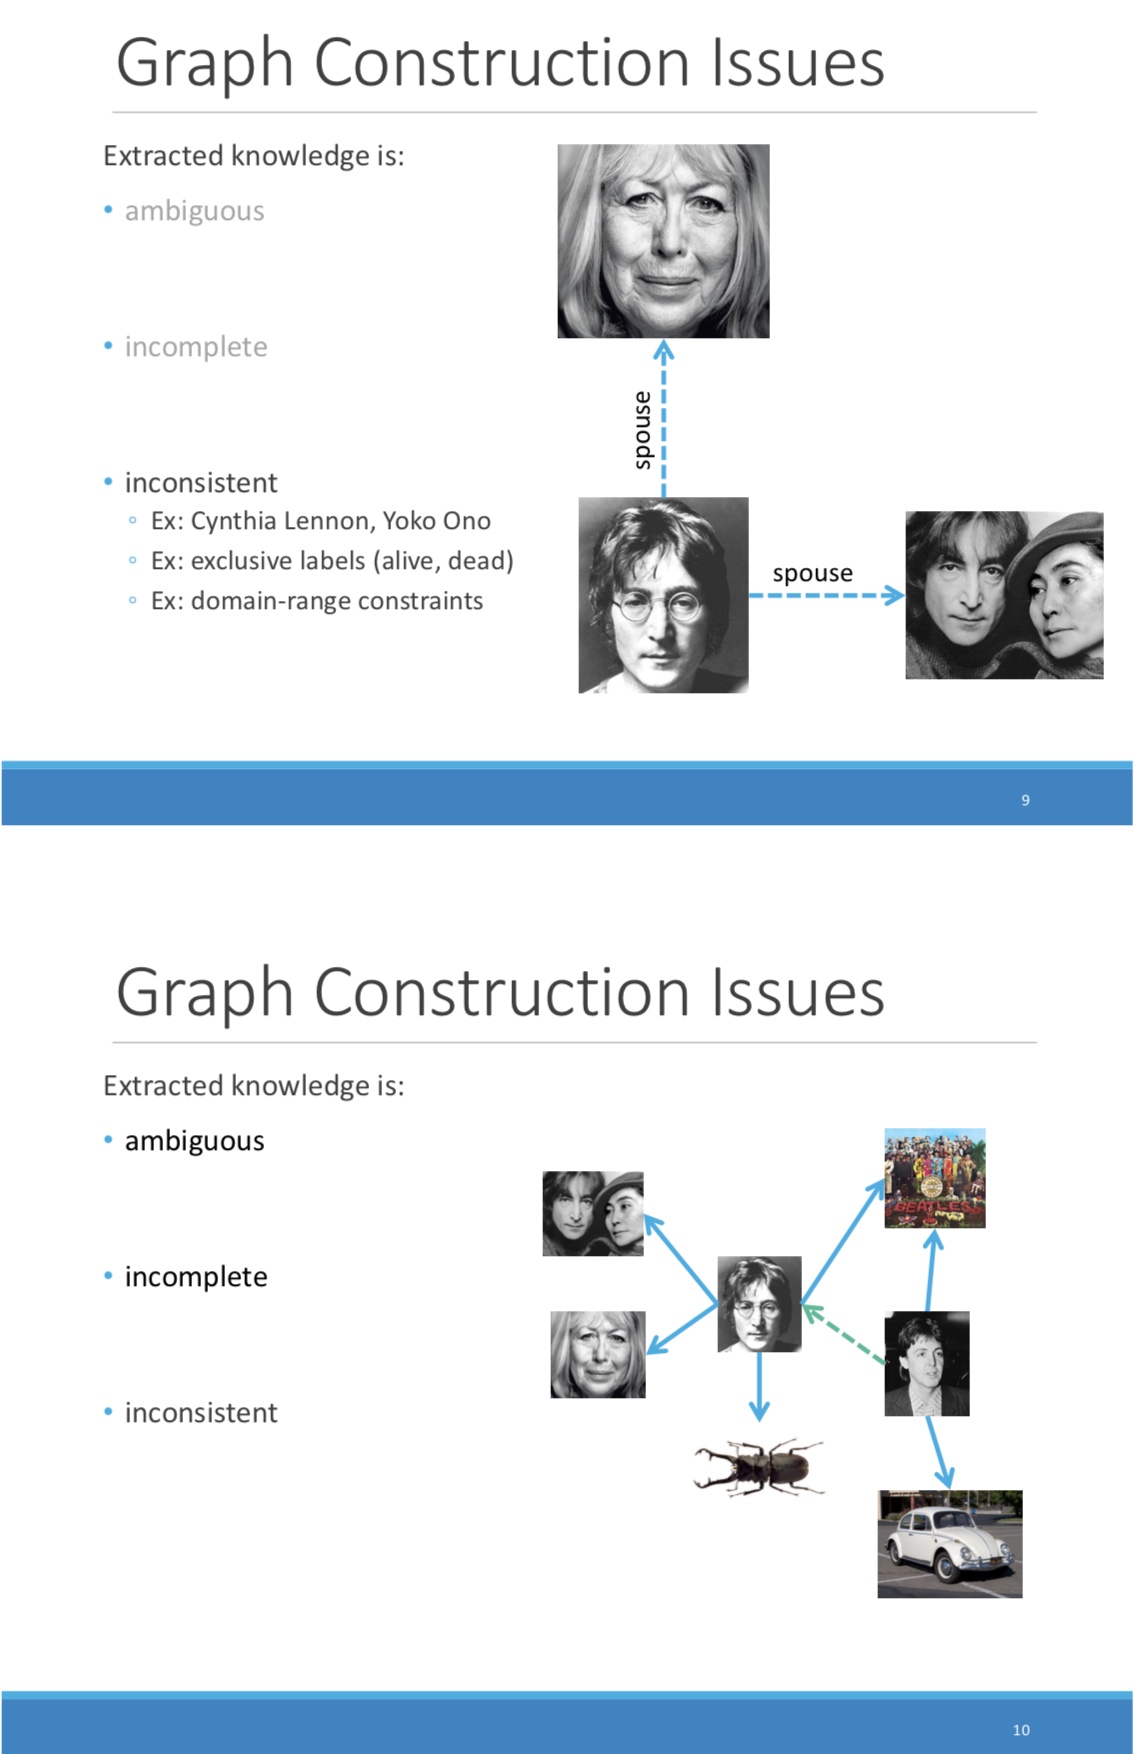 Graph Construction Issues
Extracted knowledge is:
• ambiguous
• incomplete
• inconsistent
◦ Ex: Cynthia Lennon, Yoko Ono
◦ Ex: exclusive labels (alive, dead)
◦ Ex: domain-range constraints
spouse
spouse
9
Graph Construction Issues
Extracted knowledge is:
• ambiguous
• incomplete
• inconsistent
BEATLES
10